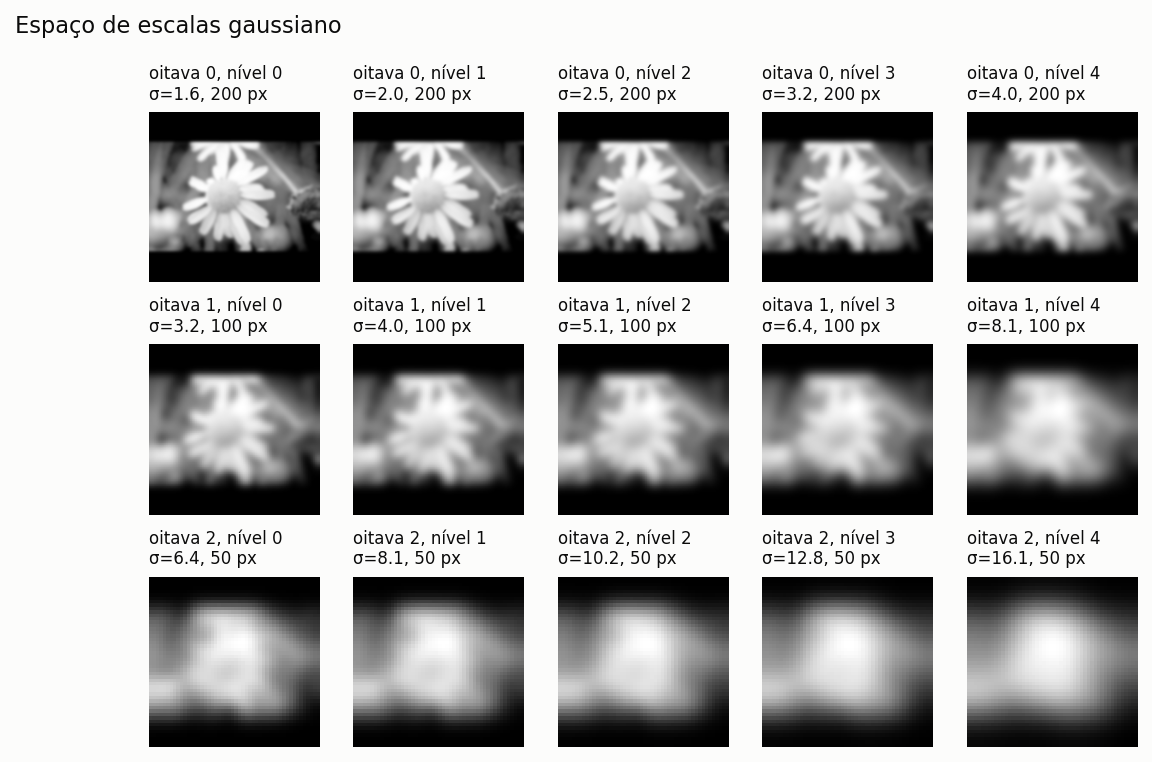 Espaço de escalas gaussiano
oitava 0, nível 0
σ=1.6, 200 px
oitava 0, nível 1
σ=2.0, 200 px
oitava 0, nível 2
σ=2.5, 200 px
oitava 0, nível 3
σ=3.2, 200 px
oitava 0, nível 4
σ=4.0, 200 px
oitava 1, nível 0
σ=3.2, 100 px
oitava 1, nível 1
σ=4.0, 100 px
oitava 1, nível 2
σ=5.1, 100 px
oitava 1, nível 3
σ=6.4, 100 px
oitava 1, nível 4
σ=8.1, 100 px
oitava 2, nível 0
σ=6.4, 50 px
oitava 2, nível 1
σ=8.1, 50 px
oitava 2, nível 2
σ=10.2, 50 px
oitava 2, nível 3
σ=12.8, 50 px
oitava 2, nível 4
σ=16.1, 50 px